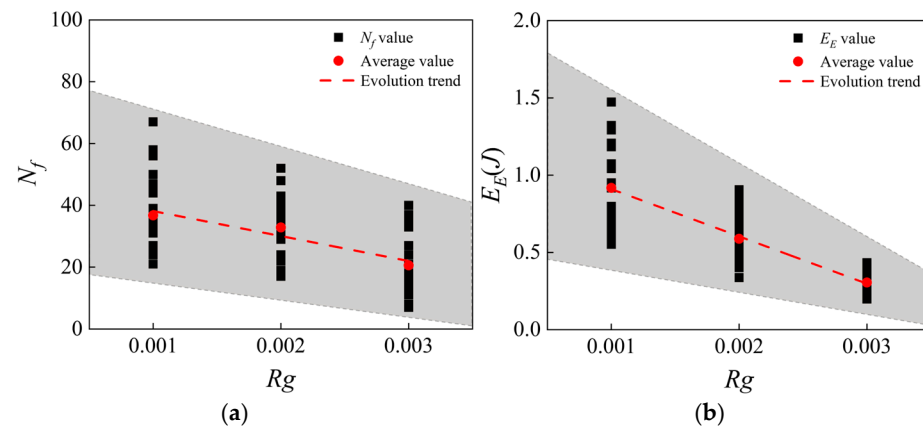 100
80
60
40
20
0
N_f
N_f value
Average value
Evolution trend
0.001 0.002 0.003
Rg
(a)
2.0
1.5
1.0
0.5
0.0
E_E(J)
E_E value
Average value
Evolution trend
0.001 0.002 0.003
Rg
(b)